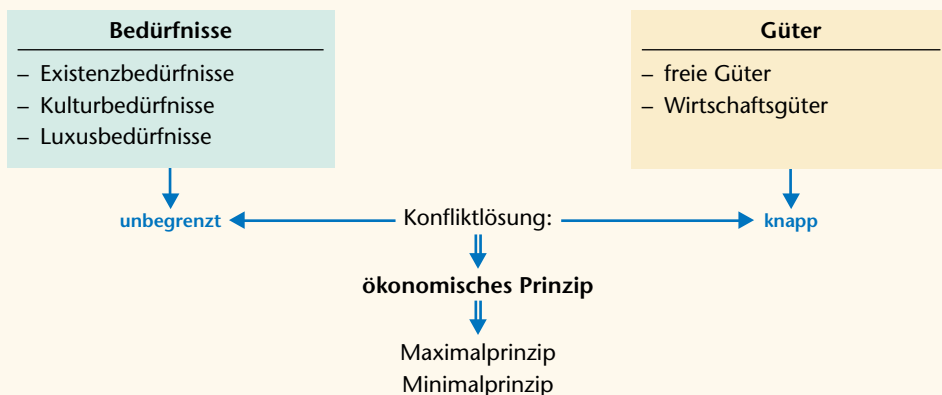 Bedürfnisse
– Existenzbedürfnisse
– Kulturbedürfnisse
– Luxusbedürfnisse
Güter
– freie Güter
– Wirtschaftsgüter
unbegrenzt
Konfliktlösung:
knapp
ökonomisches Prinzip
Maximalprinzip
Minimalprinzip